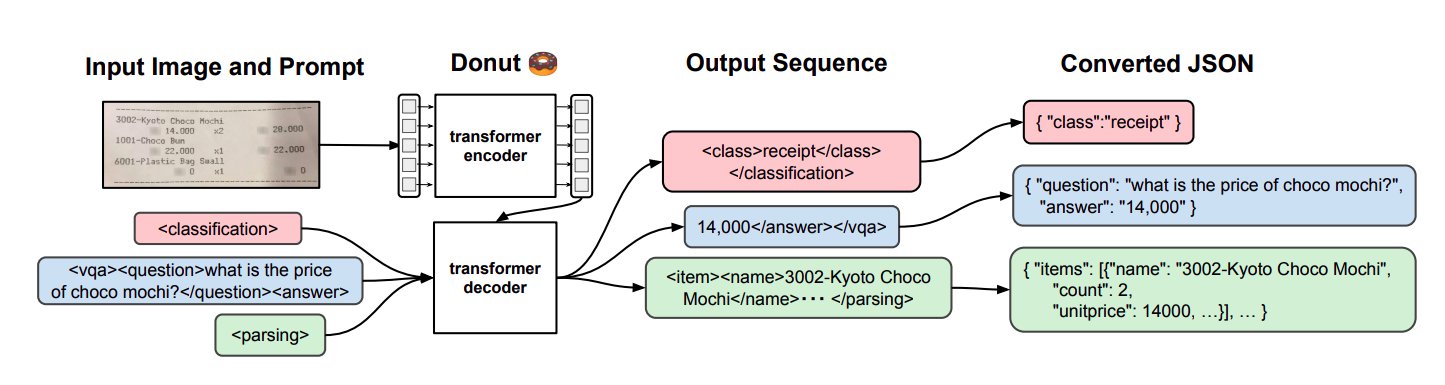 Input Image and Prompt
Donut 🍩
Output Sequence
Converted JSON
3002-Kyoto Choco Mochi
14.000 x2 28.000
1001-Choco Bun
22.000 x1 22.000
6001-Plastic Bag Small
0 x1 0
transformer
encoder
transformer
decoder
<classification>
<vqa><question>what is the price
of choco mochi?</question><answer>
<parsing>
<class>receipt</class>
</classification>
14,000</answer></vqa>
<item><name>3002-Kyoto Choco
Mochi</name>··· </parsing>
{ "class":"receipt" }
{ "question": "what is the price of choco mochi?",
"answer": "14,000" }
{ "items": [{"name": "3002-Kyoto Choco Mochi",
"count": 2,
"unitprice": 14000, …}], … }